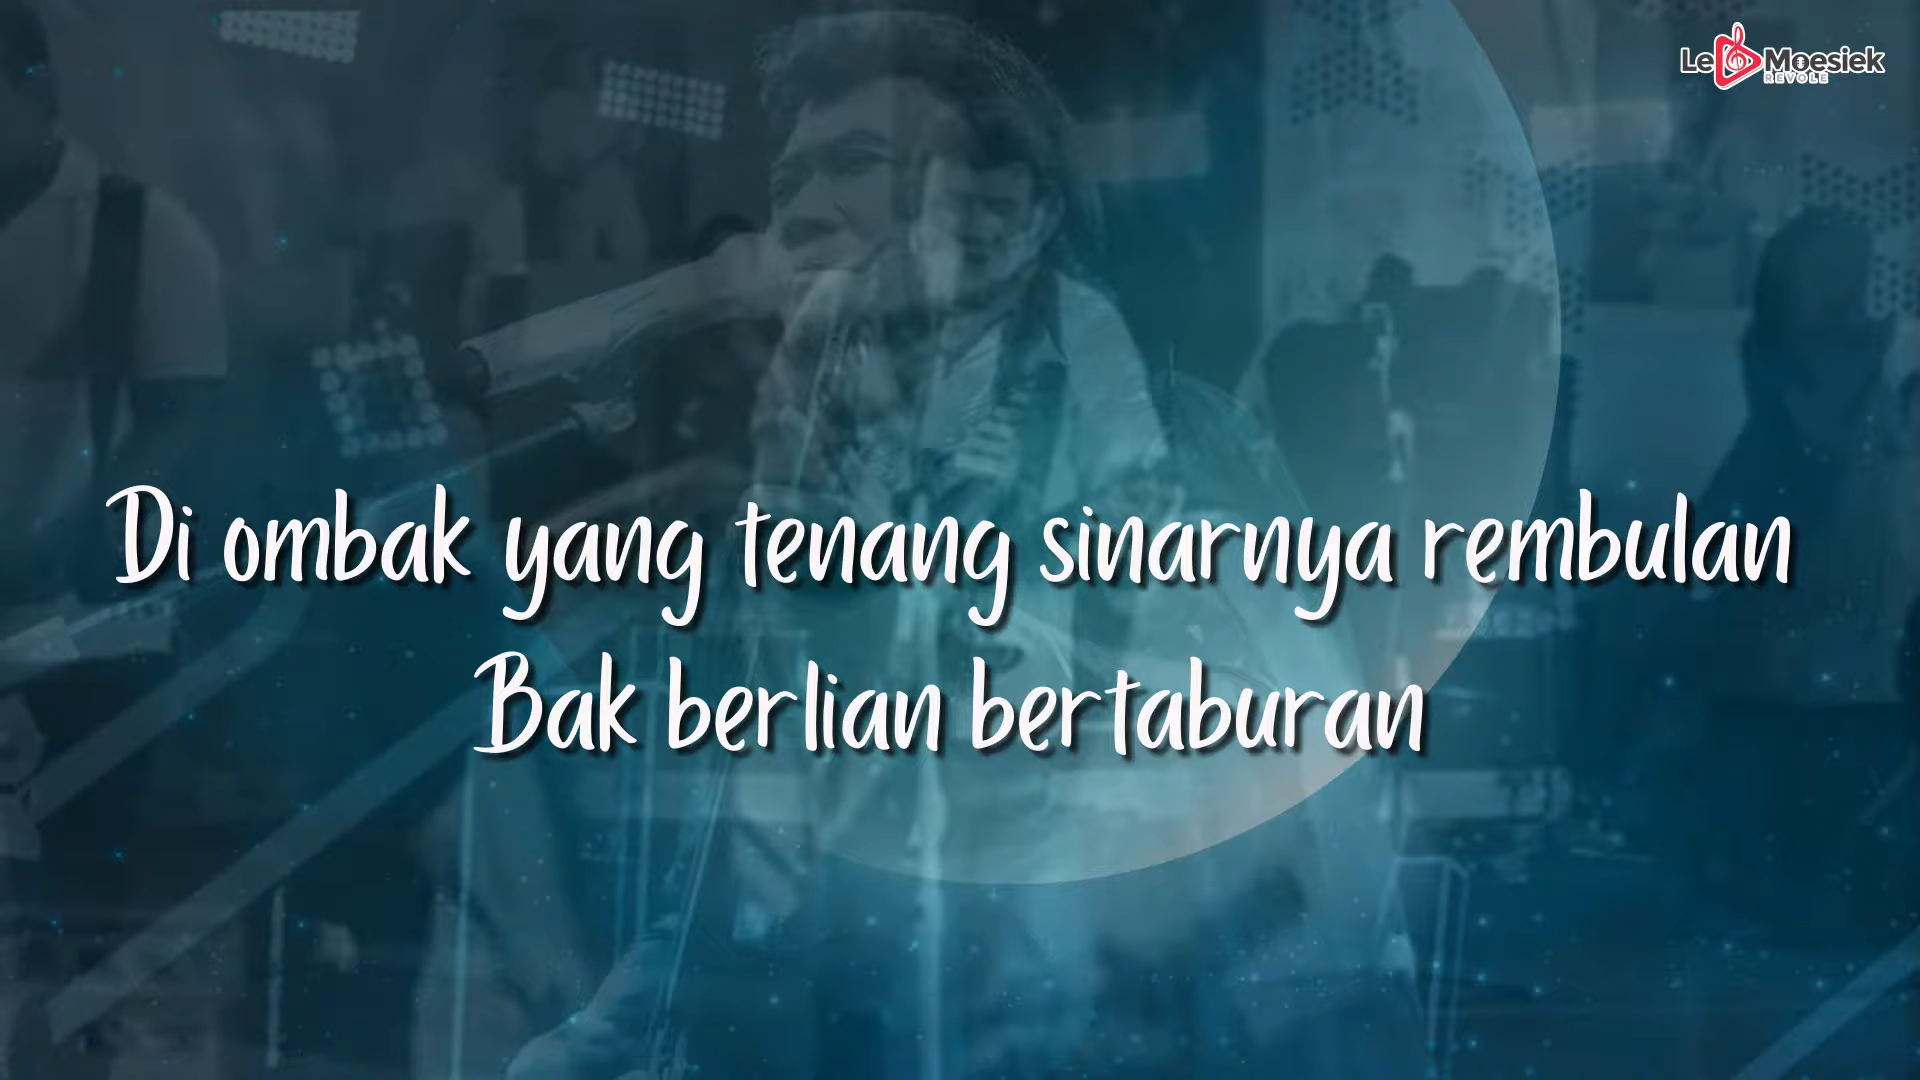 Le Moesiek
REVOLE
Di ombak yang tenang sinarnya rembulan
Bak berlian bertaburan